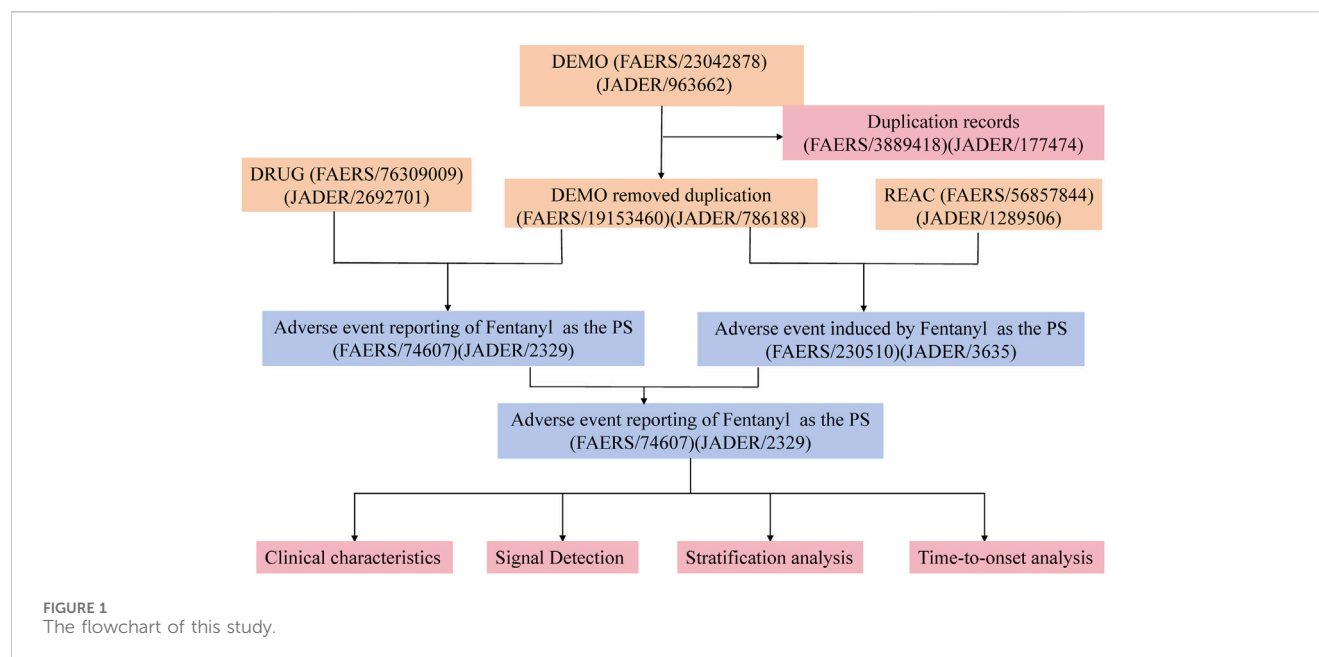 DEMO (FAERS/23042878)
(JADER/963662)
Duplication records
(FAERS/3889418)(JADER/177474)
DRUG (FAERS/76309009)
(JADER/2692701)
DEMO removed duplication
(FAERS/19153460)(JADER/786188)
REAC (FAERS/56857844)
(JADER/1289506)
Adverse event reporting of Fentanyl as the PS
(FAERS/74607)(JADER/2329)
Adverse event induced by Fentanyl as the PS
(FAERS/230510)(JADER/3635)
Adverse event reporting of Fentanyl as the PS
(FAERS/74607)(JADER/2329)
Clinical characteristics
Signal Detection
Stratification analysis
Time-to-onset analysis
FIGURE 1
The flowchart of this study.